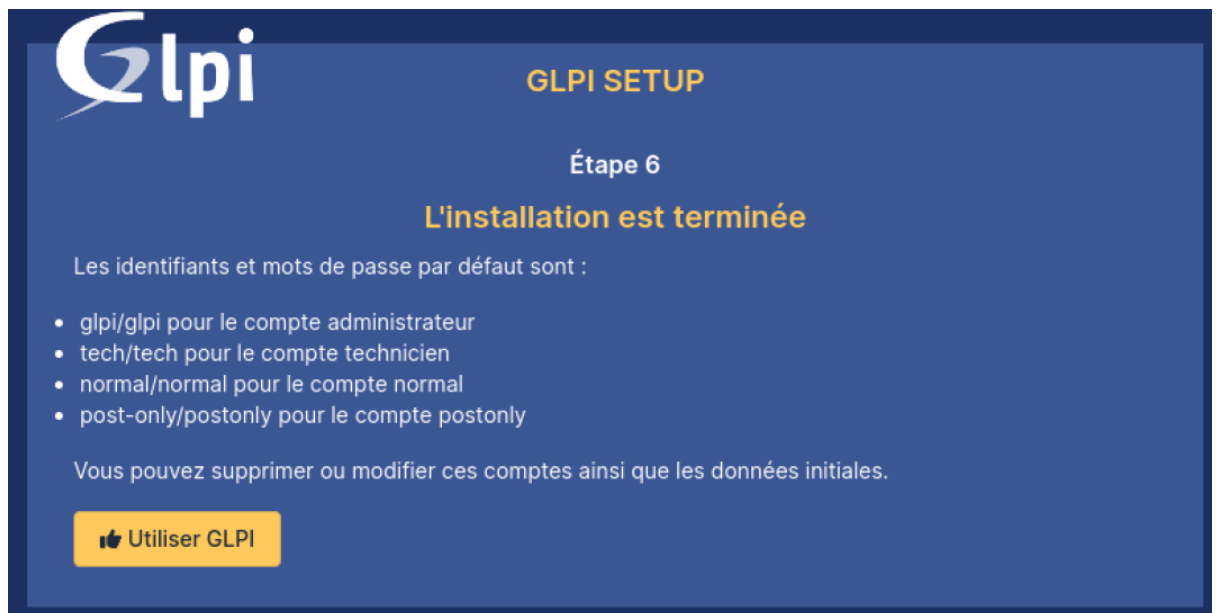 Glpi
GLPI SETUP
Étape 6
L'installation est terminée
Les identifiants et mots de passe par défaut sont :
• glpi/glpi pour le compte administrateur
• tech/tech pour le compte technicien
• normal/normal pour le compte normal
• post-only/postonly pour le compte postonly
Vous pouvez supprimer ou modifier ces comptes ainsi que les données initiales.
Utiliser GLPI